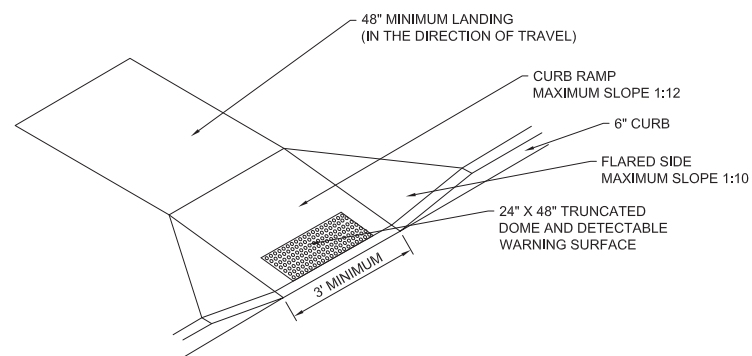 48" MINIMUM LANDING
(IN THE DIRECTION OF TRAVEL)
CURB RAMP
MAXIMUM SLOPE 1:12
6" CURB
FLARED SIDE
MAXIMUM SLOPE 1:10
24" X 48" TRUNCATED
DOME AND DETECTABLE
WARNING SURFACE
3' MINIMUM